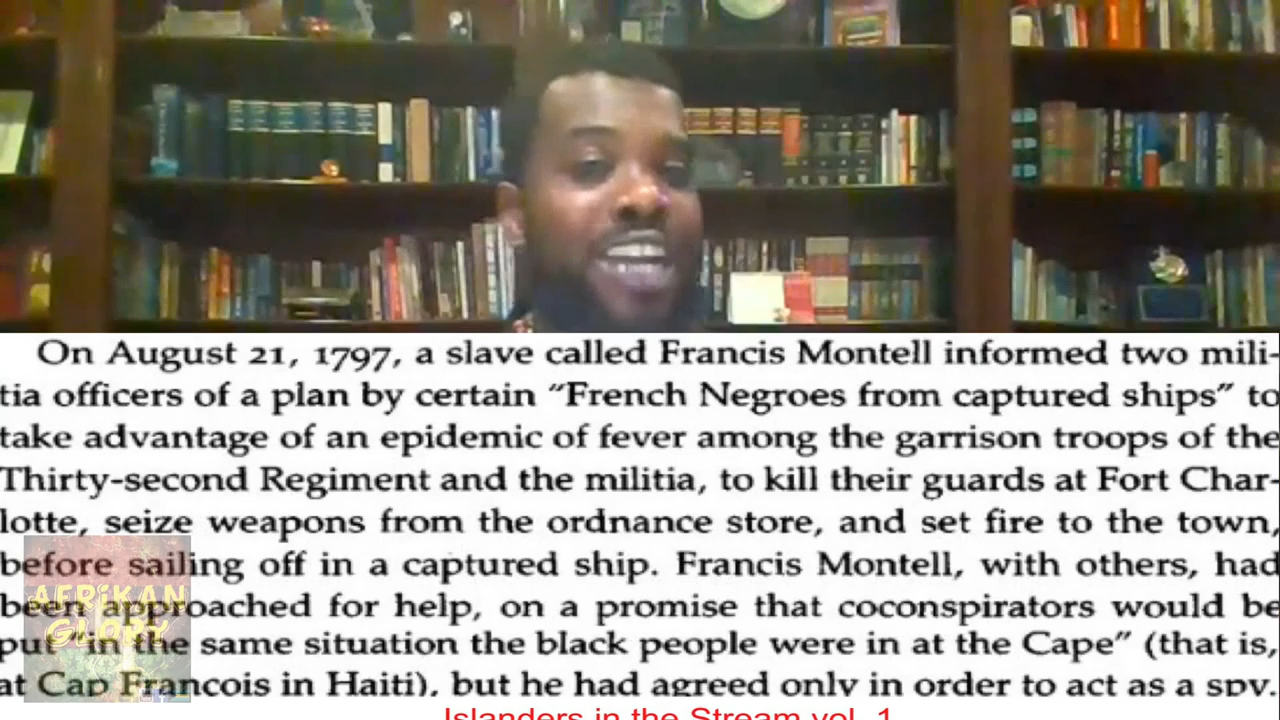 On August 21, 1797, a slave called Francis Montell informed two mili-
tia officers of a plan by certain “French Negroes from captured ships” to
take advantage of an epidemic of fever among the garrison troops of the
Thirty-second Regiment and the militia, to kill their guards at Fort Char-
lotte, seize weapons from the ordnance store, and set fire to the town,
before sailing off in a captured ship. Francis Montell, with others, had
been approached for help, on a promise that coconspirators would be
put “in the same situation the black people were in at the Cape” (that is,
at Cap Francois in Haiti), but he had agreed only in order to act as a spy.
AFRiKAN
GLORY
Islanders in the Stream vol. 1